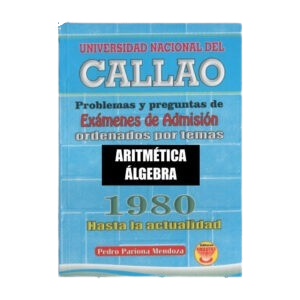 UNIVERSIDAD NACIONAL DEL
CALLAO
Problemas y preguntas de
Exámenes de Admisión
ordenados por temas
ARITMÉTICA
ÁLGEBRA
1980
Hasta la actualidad
Pedro Pariona Mendoza